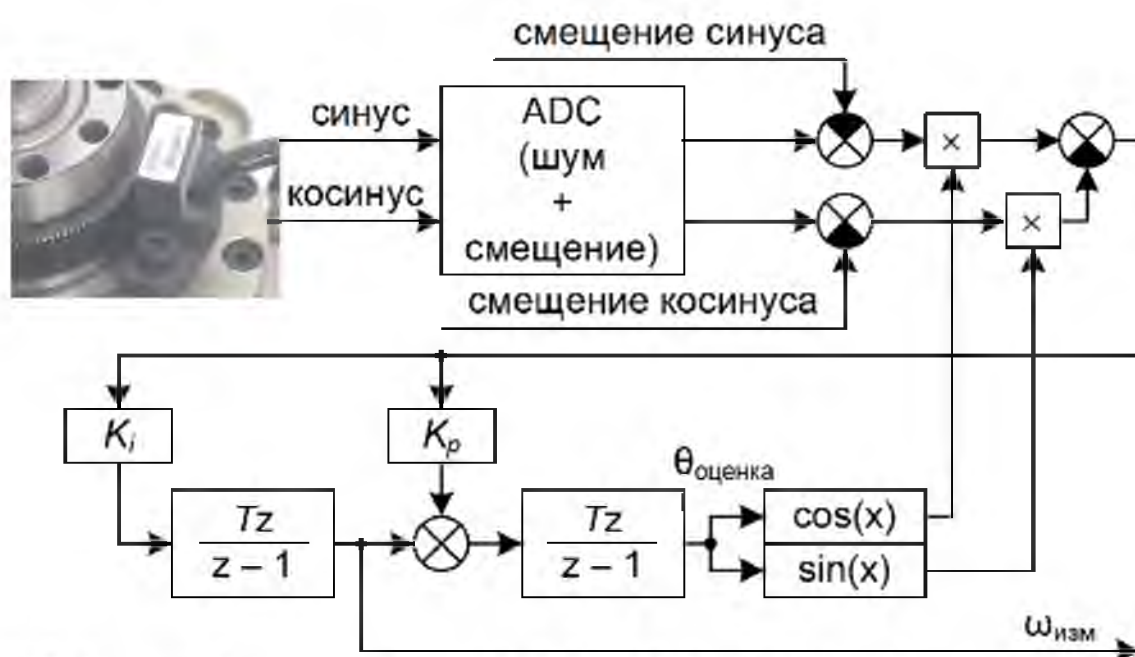 смещение синуса
синус
косинус
ADC
(шум
+
смещение)
×
×
смещение косинуса
Ki
Kp
θоценка
Tz
z – 1
Tz
z – 1
cos(x)
sin(x)
ωизм